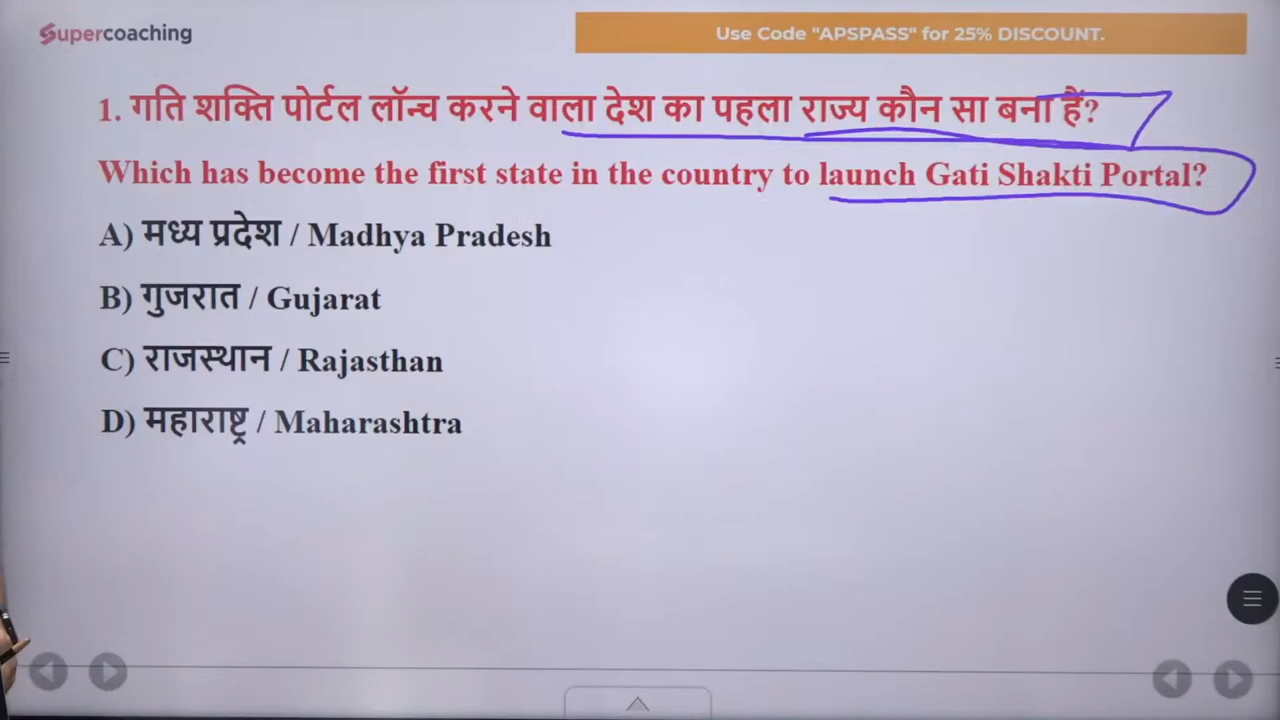 Supercoaching
Use Code "APSPASS" for 25% DISCOUNT.
1. गति शक्ति पोर्टल लॉन्च करने वाला देश का पहला राज्य कौन सा बना हैं?
Which has become the first state in the country to launch Gati Shakti Portal?
A) मध्य प्रदेश / Madhya Pradesh
B) गुजरात / Gujarat
C) राजस्थान / Rajasthan
D) महाराष्ट्र / Maharashtra